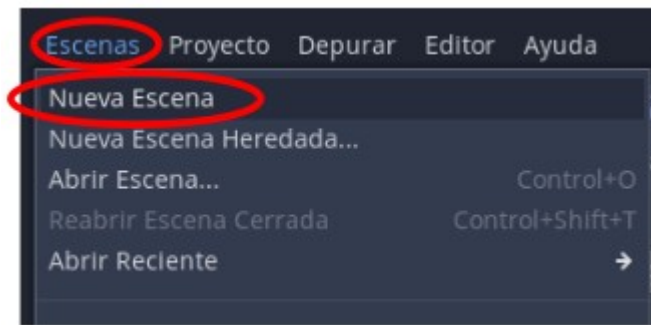 Escenas Proyecto Depurar Editor Ayuda
Nueva Escena
Nueva Escena Heredada...
Abrir Escena... Control+O
Reabrir Escena Cerrada Control+Shift+T
Abrir Reciente